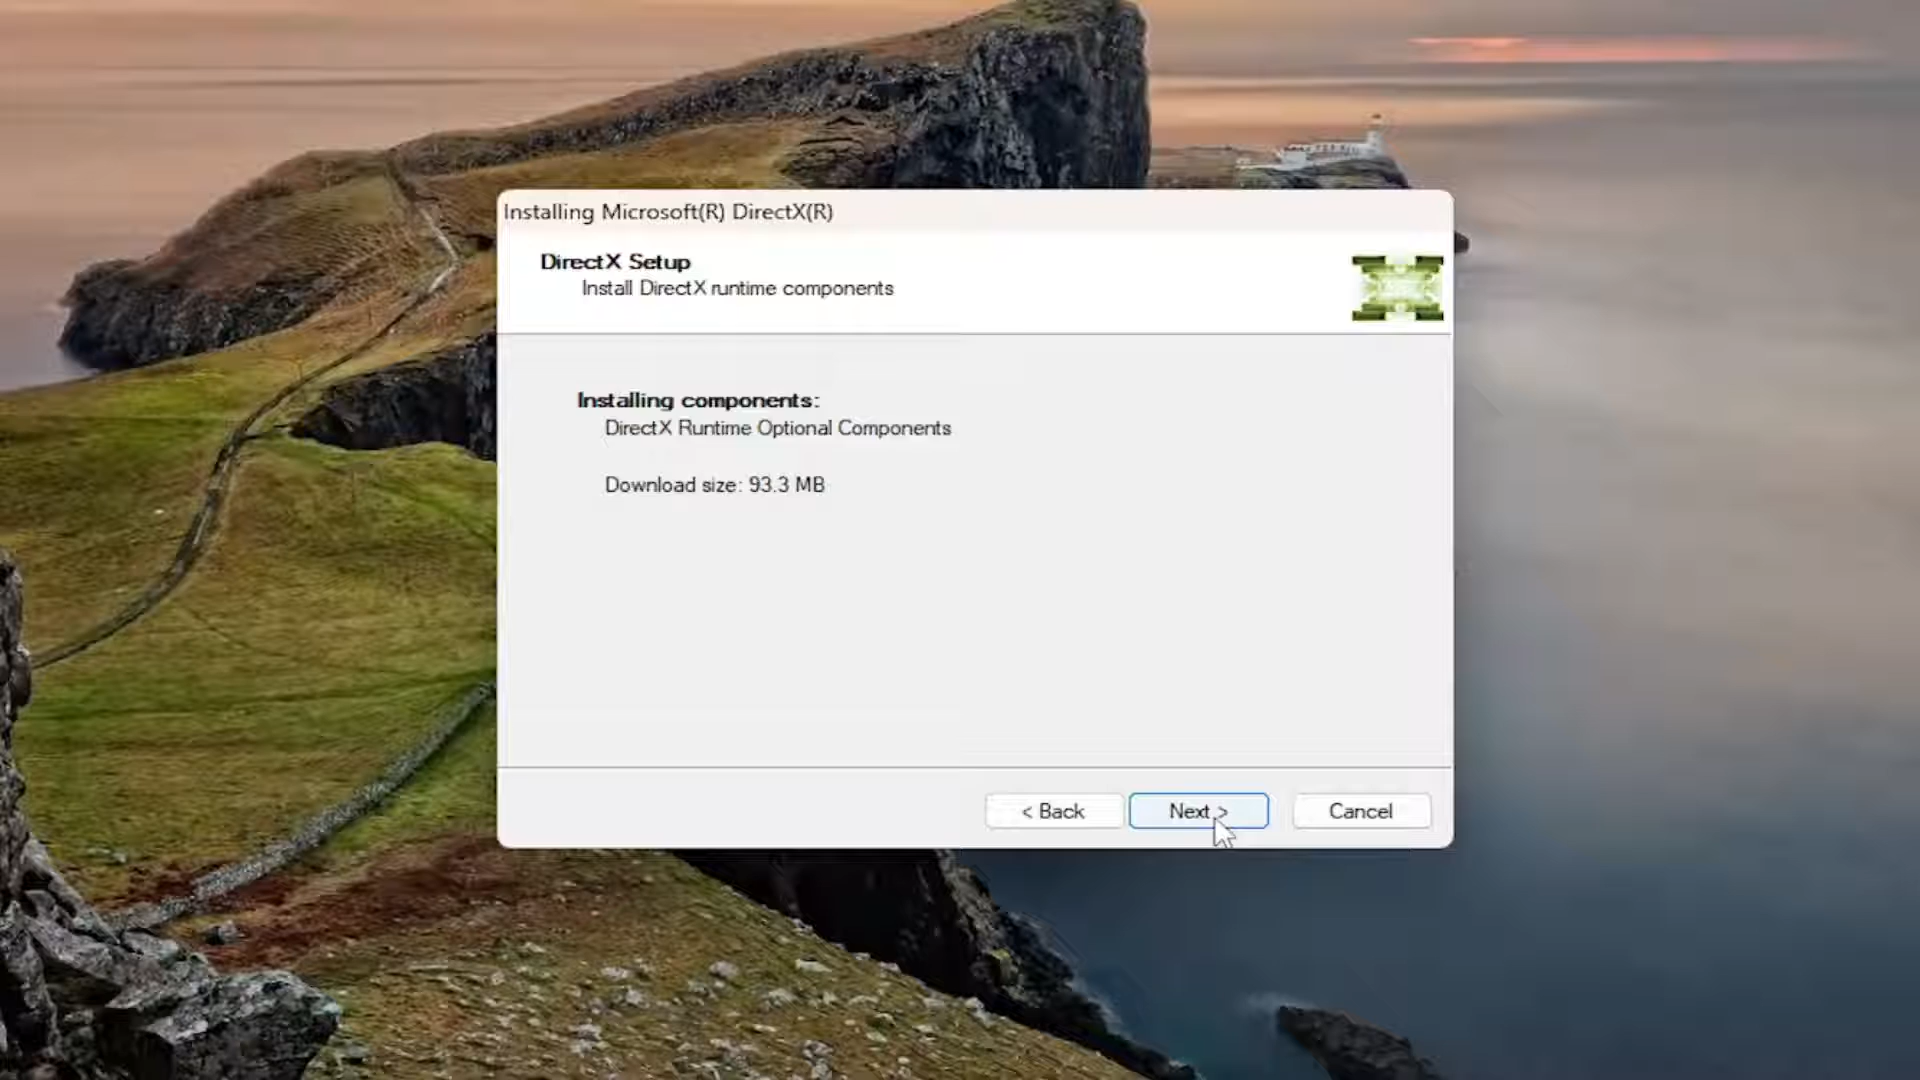 Installing Microsoft(R) DirectX(R)
DirectX Setup
Install DirectX runtime components
Installing components:
DirectX Runtime Optional Components
Download size: 93.3 MB
< Back
Next >
Cancel